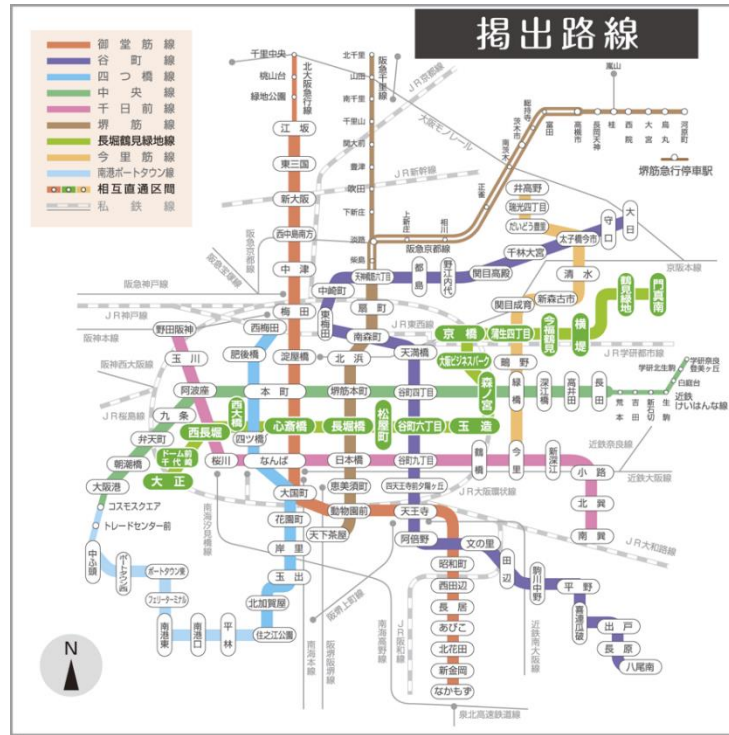 掲出路線
御堂筋線
谷町線
四つ橋線
中央線
千日前線
堺筋線
長堀鶴見緑地線
今里筋線
南港ポートタウン線
相互直通区間
私鉄線
千里中央
桃山台
緑地公園
北大阪急行線
江坂
東三国
新大阪
西中島南方
中津
梅田
淀屋橋
本町
心斎橋
なんば
大国町
動物園前
天王寺
昭和町
西田辺
長居
あびこ
北花田
新金岡
なかもず
北千里
山田
南千里
千里山
関大前
豊津
吹田
下新庄
淡路
柴島
阪急千里線
天神橋筋六丁目
扇町
南森町
北浜
堺筋本町
長堀橋
日本橋
恵美須町
天下茶屋
JR京都線
大阪モノレール
JR新幹線
上新庄
相川
正雀
南茨木
茨木市
総持寺
富田
高槻市
長岡天神
桂
西院
大宮
烏丸
河原町
嵐山
堺筋急行停車駅
阪急京都線
阪急京都線
阪急宝塚線
阪急神戸線
JR神戸線
阪神本線
阪神西大阪線
JR桜島線
井高野
瑞光四丁目
だいどう豊里
太子橋今市
清水
新森古市
関目成育
蒲生四丁目
鴫野
緑橋
今里
大日
守口
千林大宮
関目高殿
野江内代
都島
中崎町
東梅田
天満橋
谷町四丁目
谷町六丁目
谷町九丁目
四天王寺前夕陽ヶ丘
阿倍野
文の里
田辺
駒川中野
平野
喜連瓜破
出戸
長原
八尾南
京阪本線
JR東西線
JR学研都市線
門真南
鶴見緑地
横堤
今福鶴見
京橋
大阪ビジネスパーク
森ノ宮
玉造
松屋町
西大橋
西長堀
ドーム前千代崎
大正
野田阪神
玉川
阿波座
桜川
鶴橋
新深江
小路
北巽
南巽
西梅田
肥後橋
四ツ橋
花園町
岸里
玉出
北加賀屋
住之江公園
九条
弁天町
朝潮橋
大阪港
コスモスクエア
トレードセンター前
中ふ頭
ポートタウン西
ポートタウン東
フェリーターミナル
南港東
南港口
平林
深江橋
高井田
長田
荒本
吉田
新石切
生駒
白庭台
学研北生駒
学研奈良登美ヶ丘
近鉄けいはんな線
近鉄奈良線
近鉄大阪線
JR大阪環状線
JR大和路線
南海汐見橋線
阪堺上町線
南海本線
阪堺阪堺線
南海高野線
JR阪和線
近鉄南大阪線
泉北高速鉄道線
N